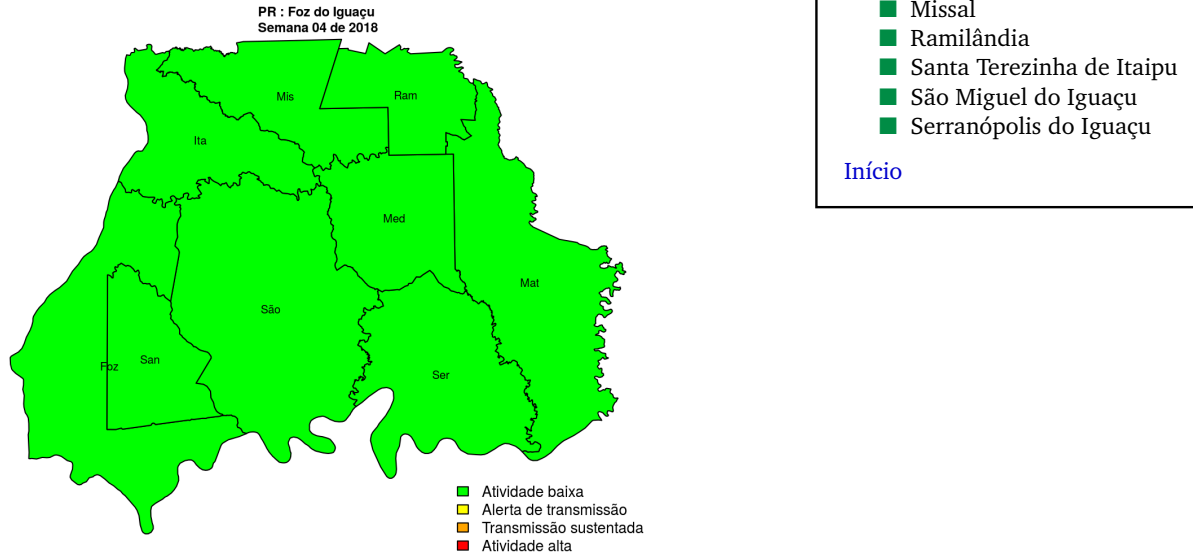 PR : Foz do Iguaçu
Semana 04 de 2018
Mis
Ram
Ita
Med
Mat
São
Foz
San
Ser
Atividade baixa
Alerta de transmissão
Transmissão sustentada
Atividade alta
Missal
Ramilândia
Santa Terezinha de Itaipu
São Miguel do Iguaçu
Serranópolis do Iguaçu
Início